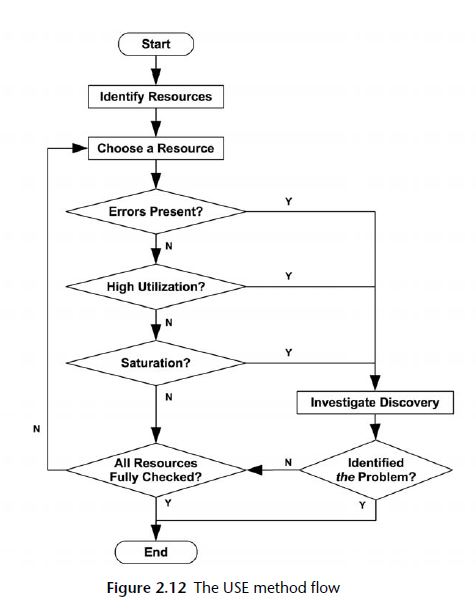 Start
Identify Resources
Choose a Resource
Errors Present?
Y
N
High Utilization?
Y
N
Saturation?
Y
N
Investigate Discovery
N
All Resources
Fully Checked?
N
Identified
the Problem?
Y
Y
End
Figure 2.12 The USE method flow